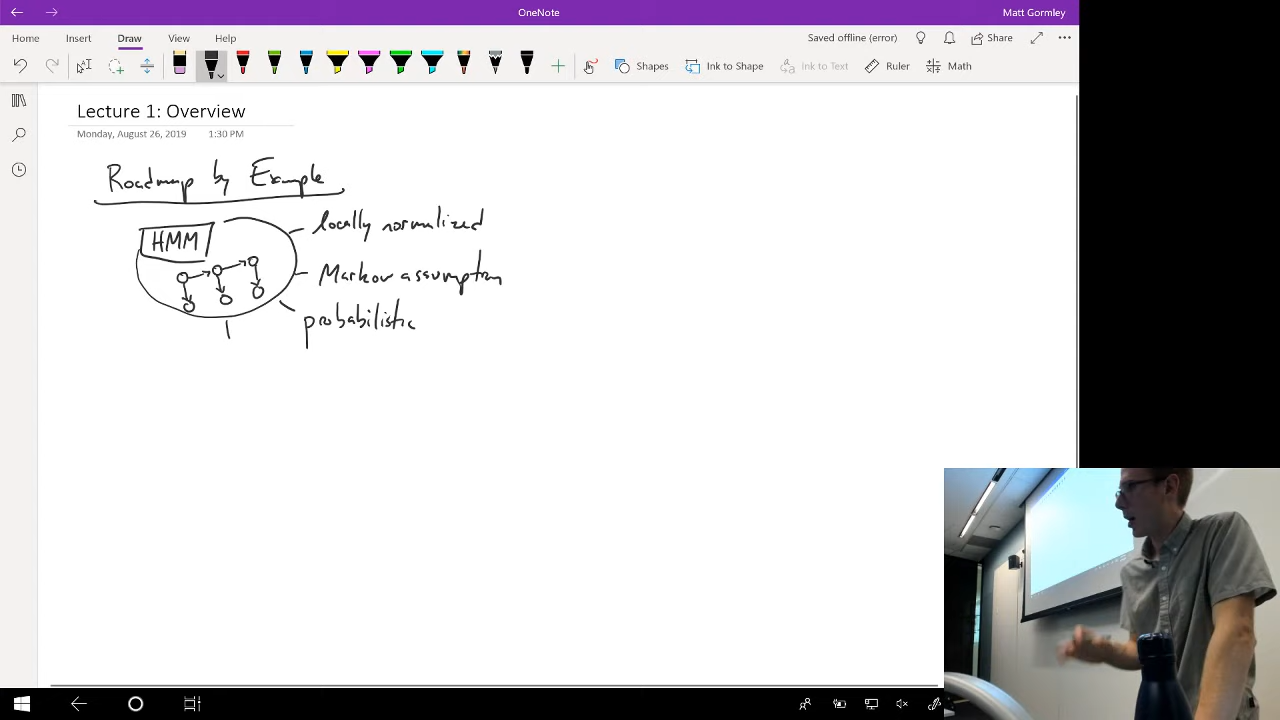 OneNote
Matt Gormley
Home Insert Draw View Help
Saved offline (error)
Share
Shapes
Ink to Shape
Ink to Text
Ruler
Math
Lecture 1: Overview
Monday, August 26, 2019 1:30 PM
Roadmap by Example
HMM
locally normalized
Markov assumption
probabilistic